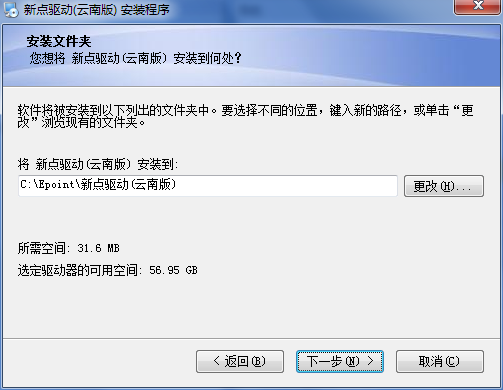 新点驱动(云南版) 安装程序
安装文件夹
您想将 新点驱动(云南版) 安装到何处?
软件将被安装到以下列出的文件夹中。要选择不同的位置，键入新的路径，或单击“更
改”浏览现有的文件夹。
将 新点驱动(云南版) 安装到:
C:\Epoint\新点驱动(云南版)
更改(H)...
所需空间: 31.6 MB
选定驱动器的可用空间: 56.95 GB
< 返回(B)
下一步(N) >
取消(C)